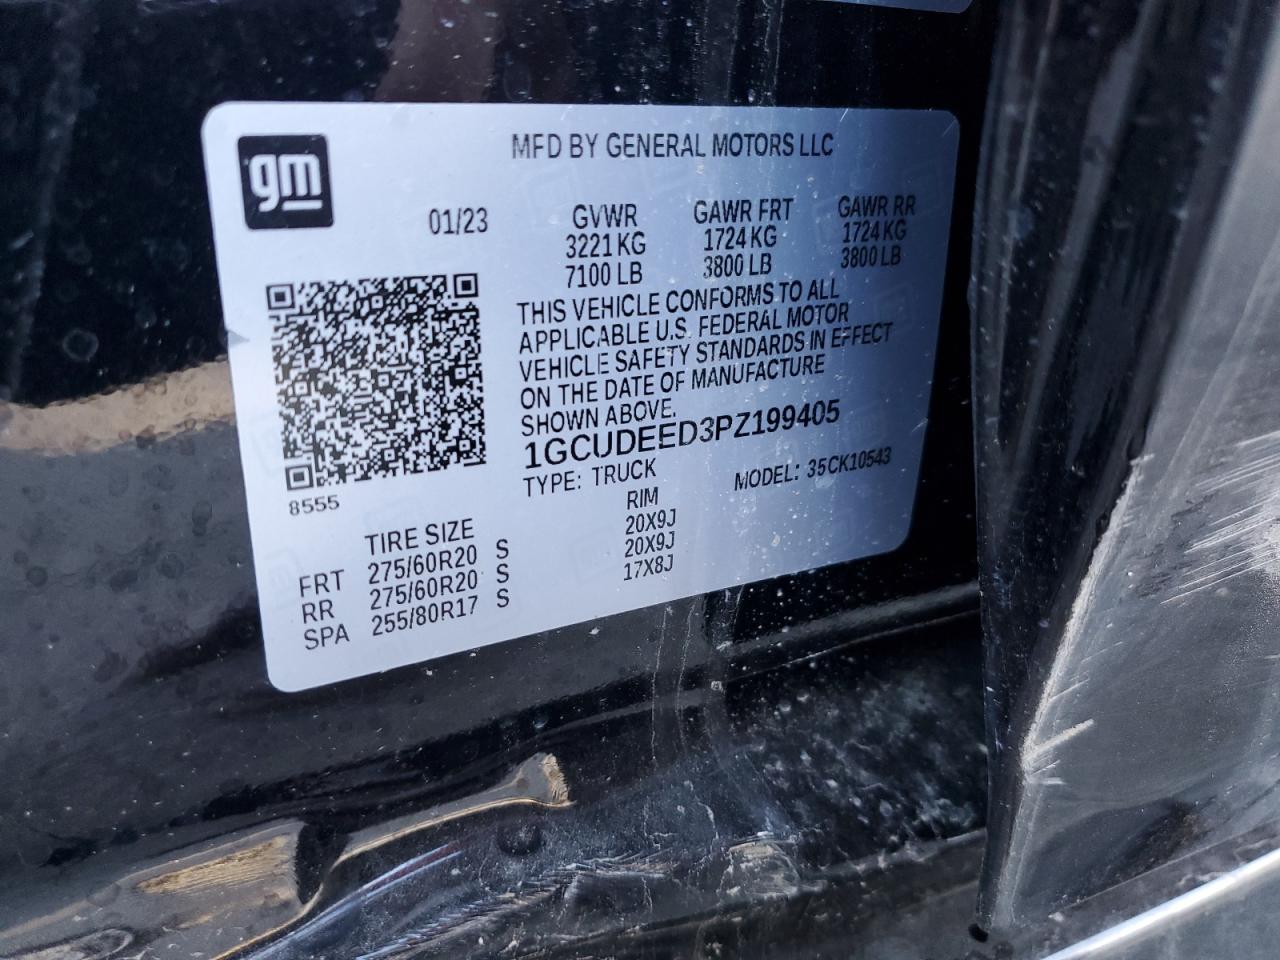 gm
MFD BY GENERAL MOTORS LLC
01/23
GVWR GAWR FRT GAWR RR
3221 KG 1724 KG 1724 KG
7100 LB 3800 LB 3800 LB
THIS VEHICLE CONFORMS TO ALL
APPLICABLE U.S. FEDERAL MOTOR
VEHICLE SAFETY STANDARDS IN EFFECT
ON THE DATE OF MANUFACTURE
SHOWN ABOVE.
1GCUDEED3PZ199405
TYPE: TRUCK MODEL: 35CK10543
8555
TIRE SIZE RIM
FRT 275/60R20 S 20X9J
RR 275/60R20 S 20X9J
SPA 255/80R17 S 17X8J